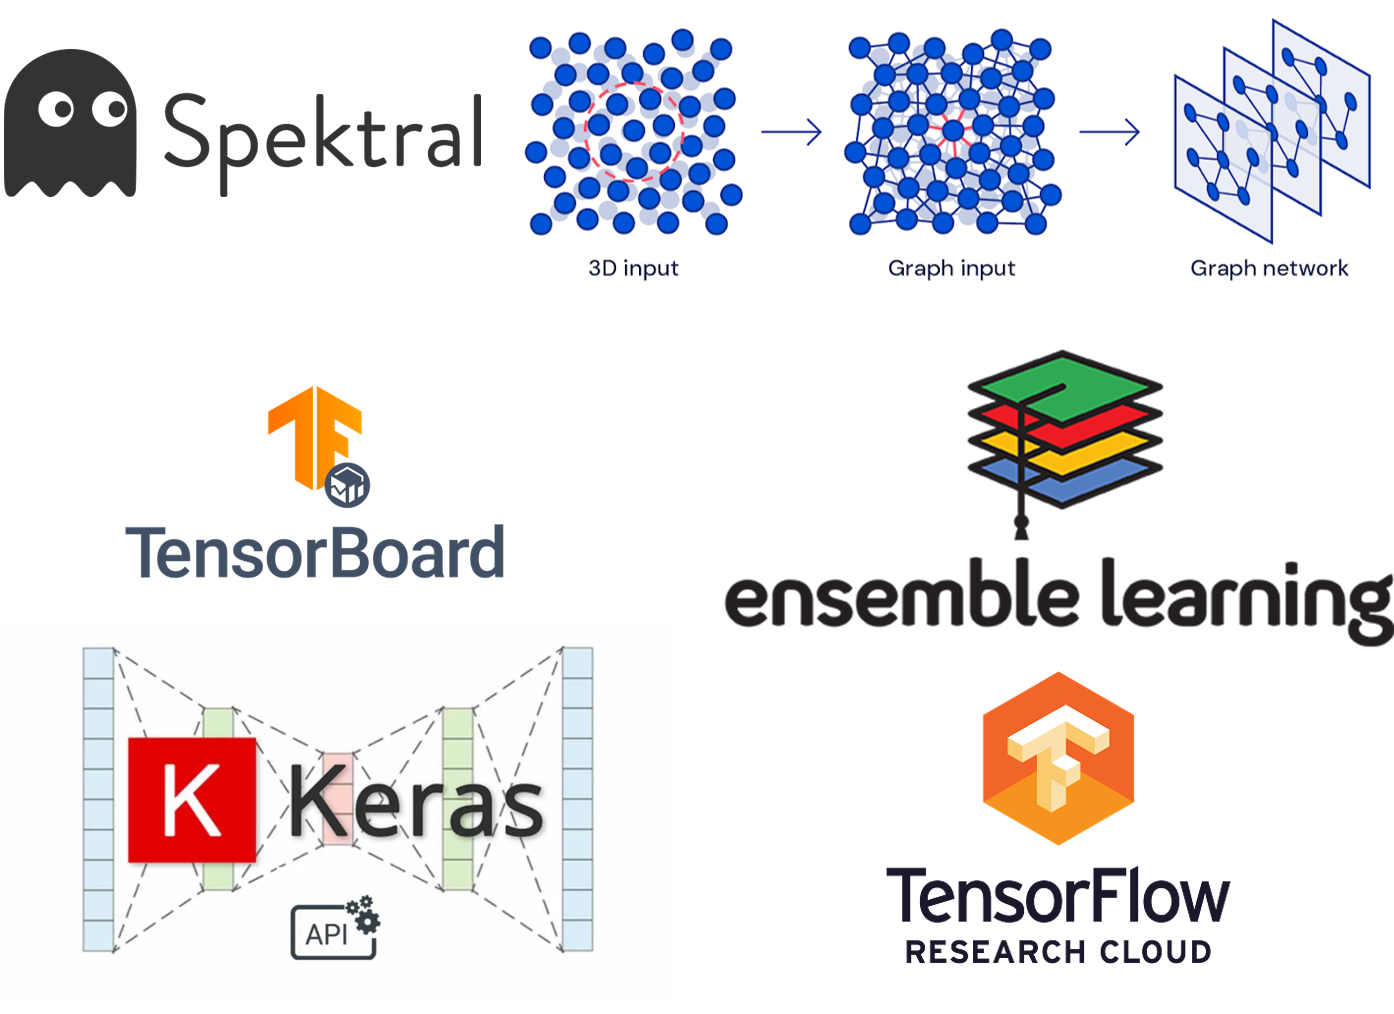 Spektral
3D input
Graph input
Graph network
TensorBoard
ensemble learning
K Keras
API
TensorFlow
RESEARCH CLOUD